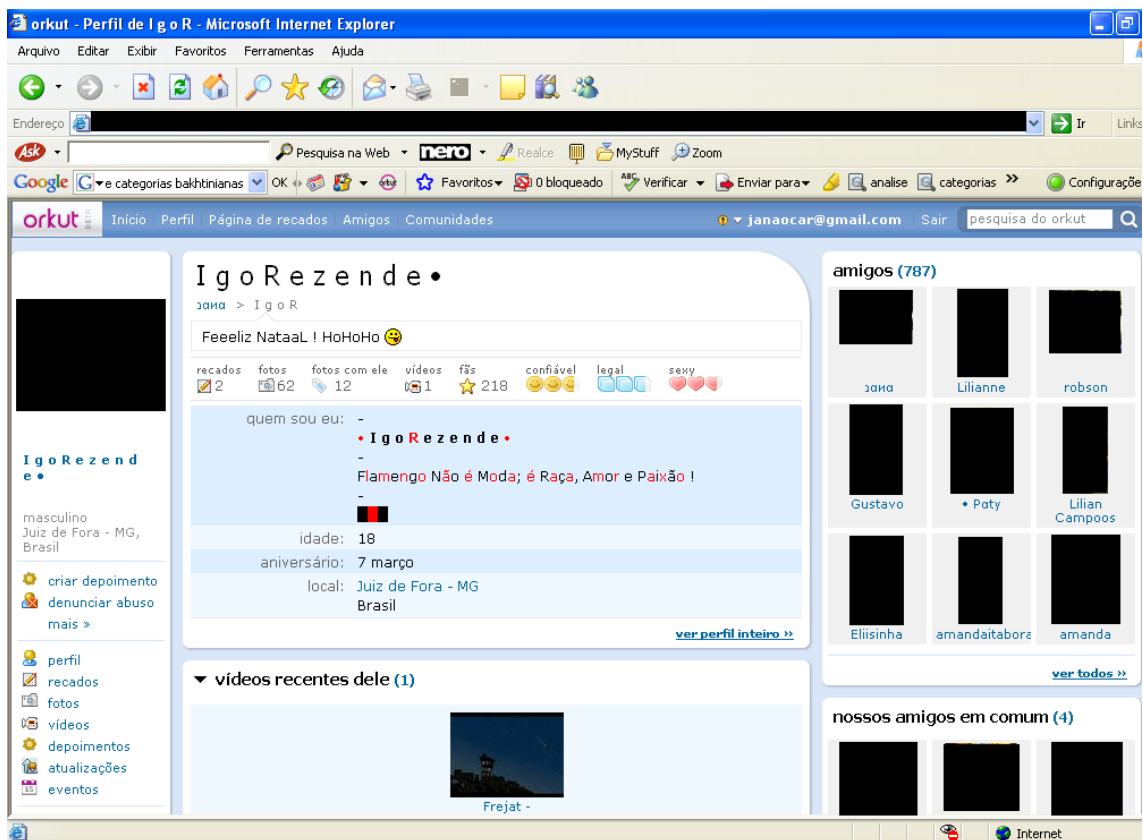 orkut - Perfil de I g o R - Microsoft Internet Explorer
Arquivo Editar Exibir Favoritos Ferramentas Ajuda
Endereço Ir Links
Ask Pesquisa na Web nero Realce MyStuff Zoom
Google G e categorias bakhtinianas OK Favoritos 0 bloqueado ABC Verificar Enviar para analise categorias » Configuraçõe
orkut Início Perfil Página de recados Amigos Comunidades janaocar@gmail.com Sair pesquisa do orkut
I g o R e z e n d e •
ɔaиa > I g o R
Feeeliz NataaL ! HoHoHo
recados fotos fotos com ele vídeos fãs confiável legal sexy
2 62 12 1 218
quem sou eu: -
• I g o R e z e n d e •
-
Flamengo Não é Moda; é Raça, Amor e Paixão !
-
idade: 18
aniversário: 7 março
local: Juiz de Fora - MG
Brasil
ver perfil inteiro »
vídeos recentes dele (1)
Frejat -
I g o R e z e n d
e •
masculino
Juiz de Fora - MG,
Brasil
criar depoimento
denunciar abuso
mais »
perfil
recados
fotos
vídeos
depoimentos
atualizações
15 eventos
amigos (787)
ɔaиa Lilianne robson
Gustavo • Paty Lilian
Campoos
Eliisinha amandaitabora amanda
ver todos »
nossos amigos em comum (4)
Internet